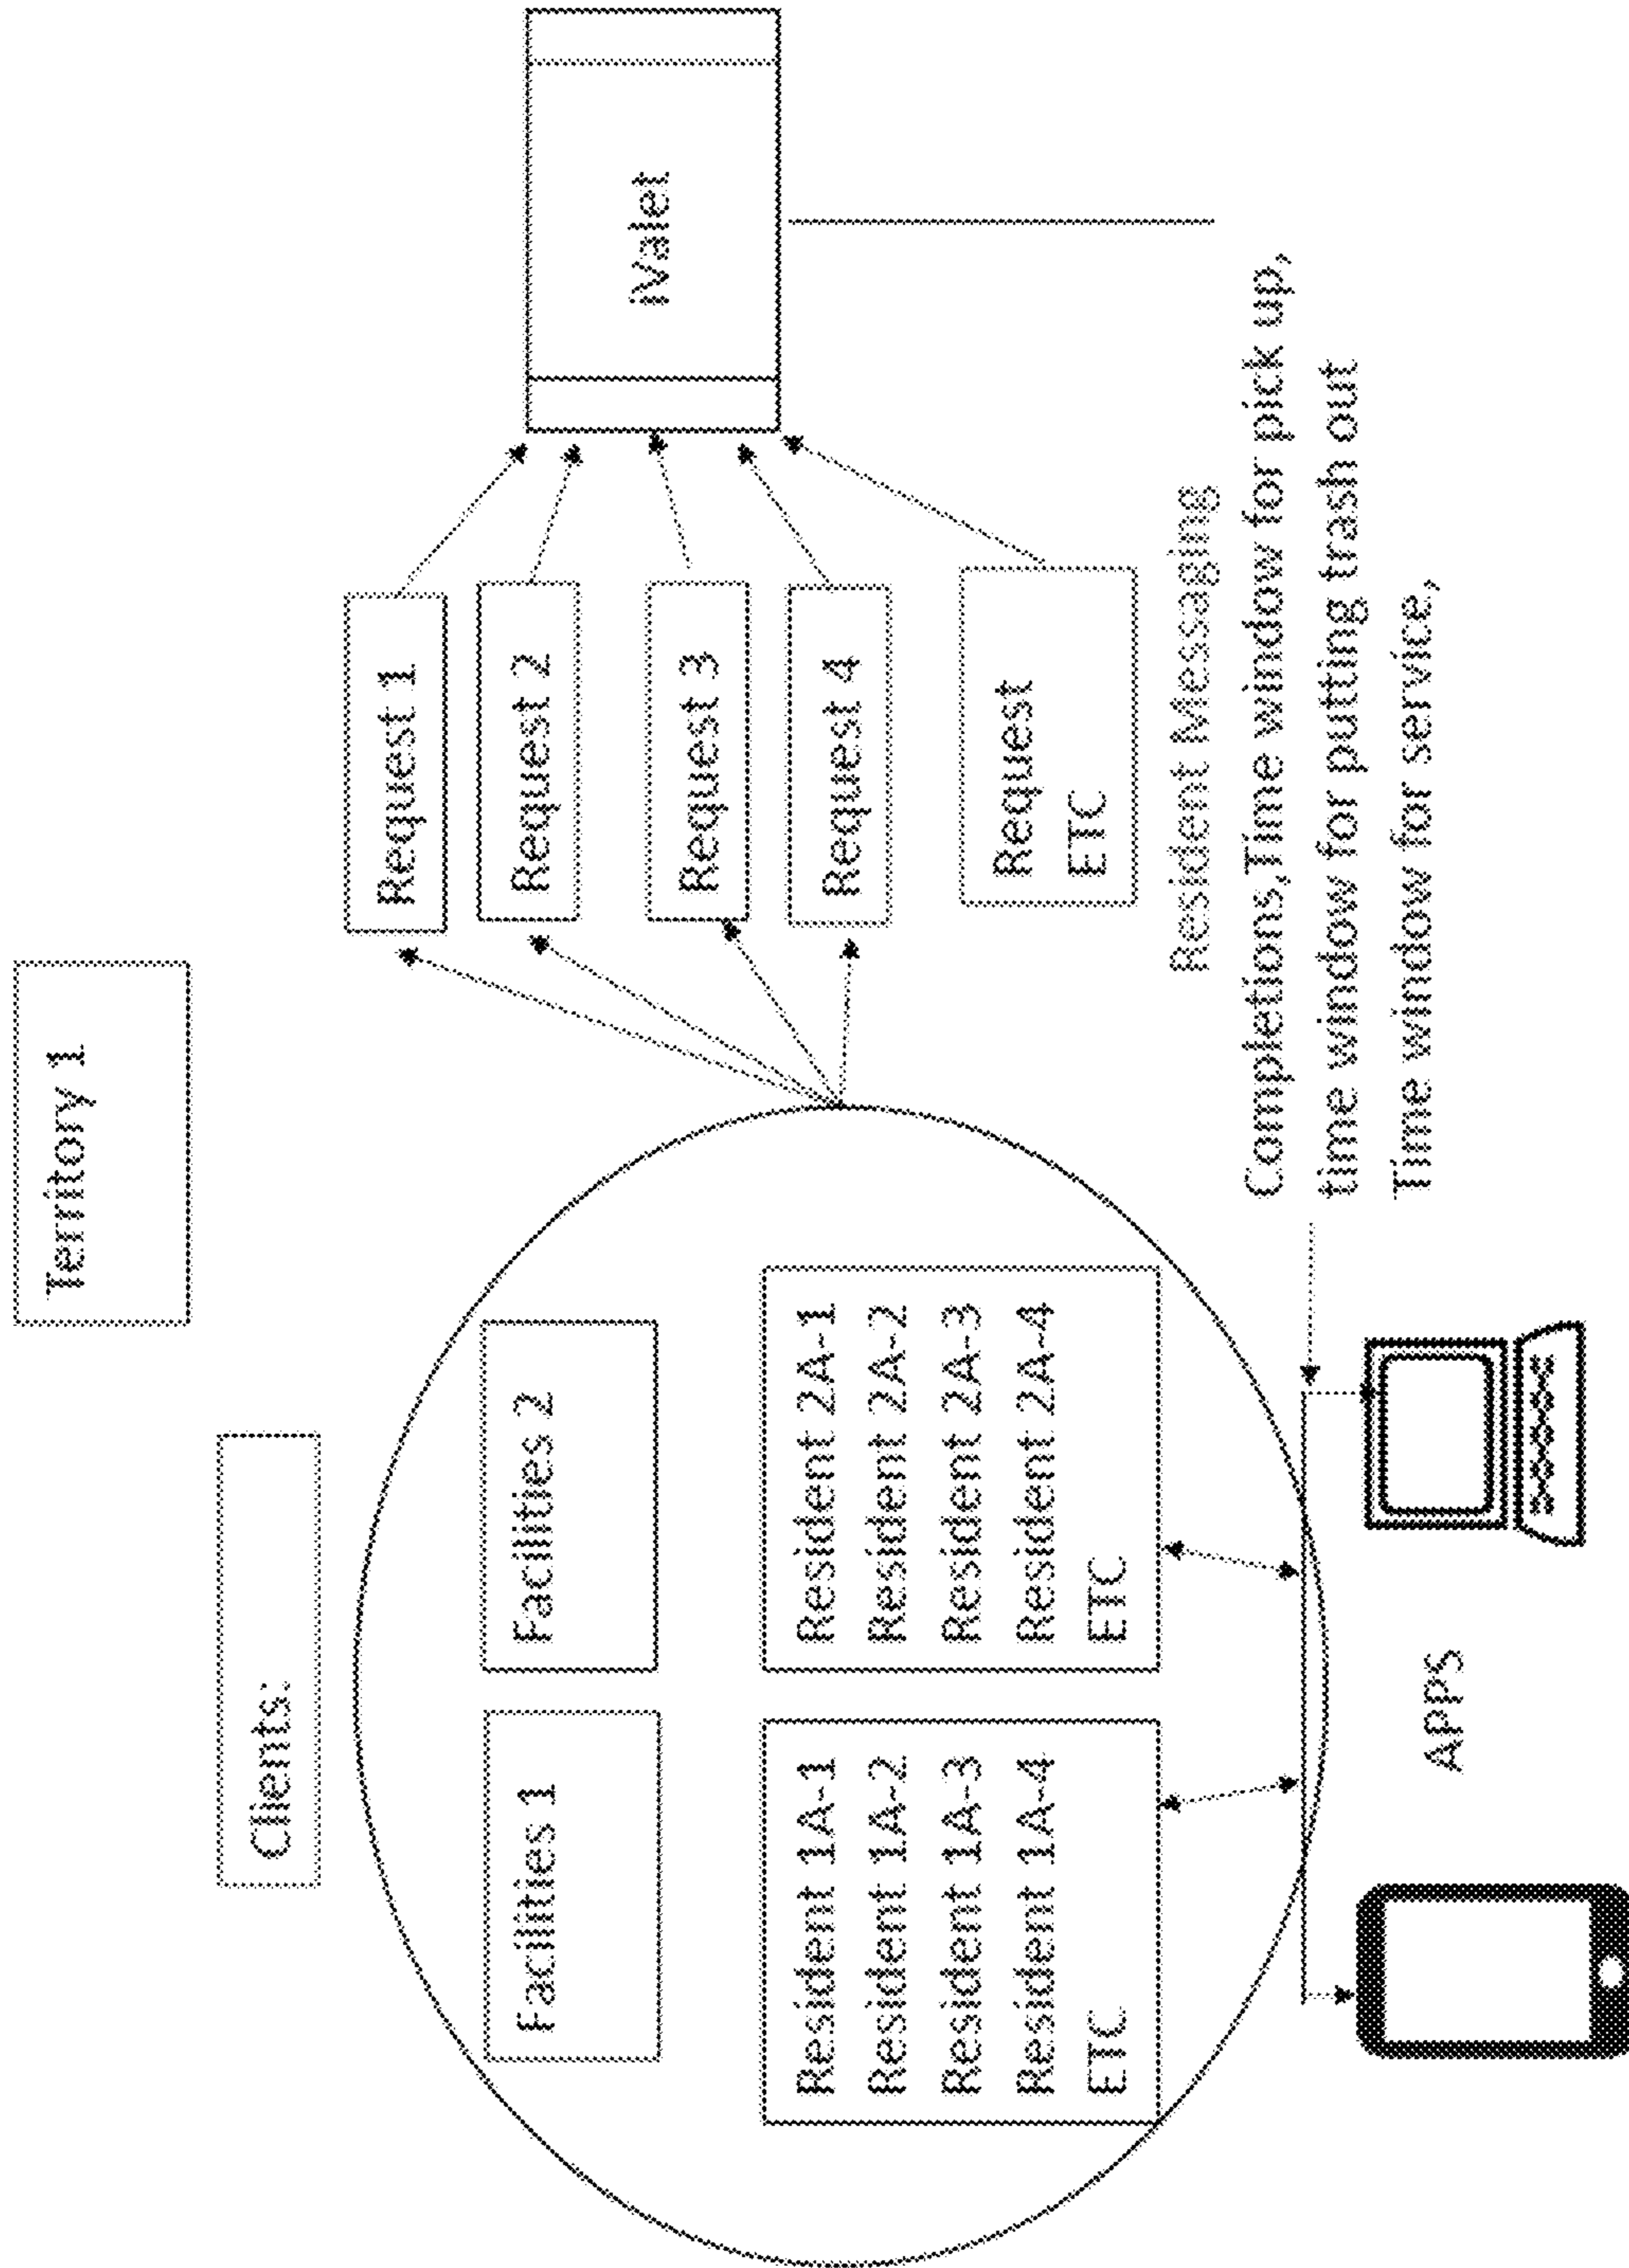 Territory 1
Clients:
Facilities 1
Facilities 2
Resident 1A-1
Resident 1A-2
Resident 1A-3
Resident 1A-4
ETC
Resident 2A-1
Resident 2A-2
Resident 2A-3
Resident 2A-4
ETC
Request 1
Request 2
Request 3
Request 4
Request
ETC
iValet
Resident Messaging
Completions,Time window for pick up,
time window for putting trash out
Time window for service,
APPS